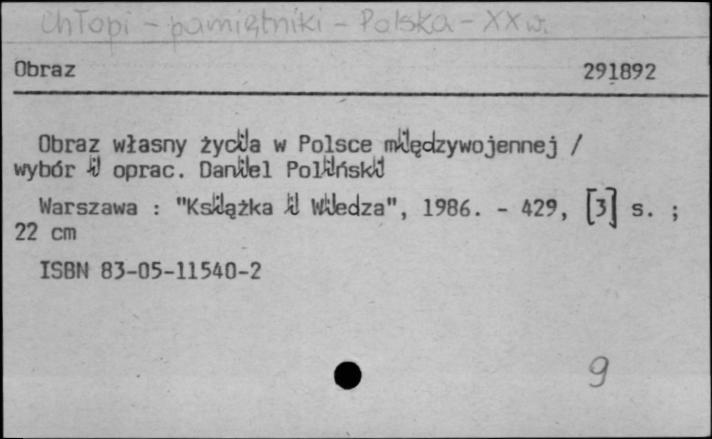 Chłopi - pamiętniki - Polska - XX w.
Obraz 291892
Obraz własny życia w Polsce międzywojennej /
wybór i oprac. Daniel Poliński
Warszawa : "Książka i Wiedza", 1986. - 429, [3] s. ;
22 cm
ISBN 83-05-11540-2
9